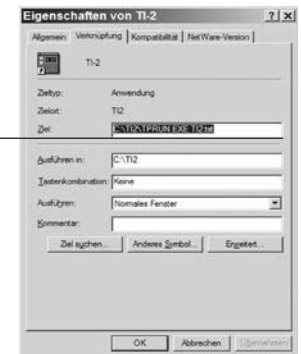 Eigenschaften von TI-2
Allgemein Verknüpfung Kompatibilität NetWare-Version
TI-2
Zieltyp: Anwendung
Zielort: TI2
Ziel: C:\TI2\TPRUN.EXE TI2.txt
Ausführen in: C:\TI2
Tastenkombination: Keine
Ausführen: Normales Fenster
Kommentar:
Ziel suchen... Anderes Symbol... Erweitert...
OK Abbrechen Übernehmen